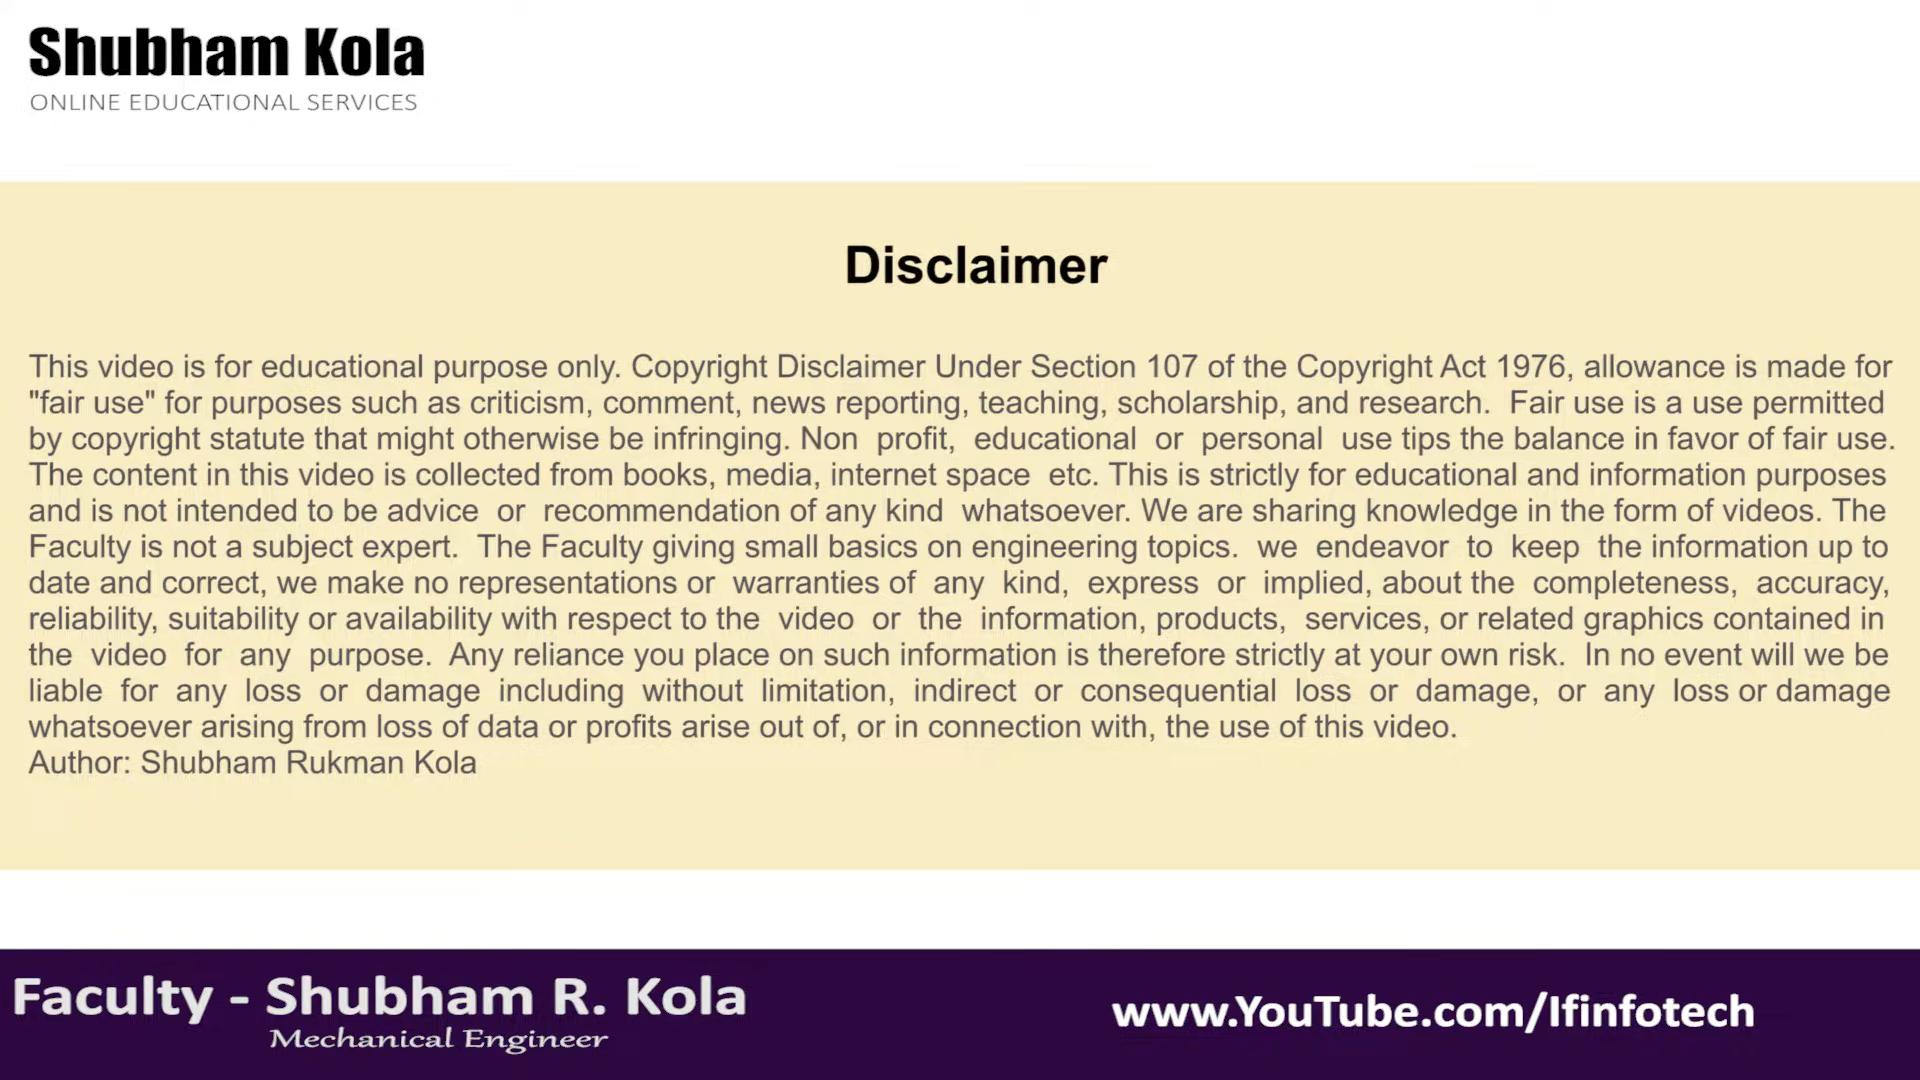 Shubham Kola
ONLINE EDUCATIONAL SERVICES
Disclaimer
This video is for educational purpose only. Copyright Disclaimer Under Section 107 of the Copyright Act 1976, allowance is made for
"fair use" for purposes such as criticism, comment, news reporting, teaching, scholarship, and research. Fair use is a use permitted
by copyright statute that might otherwise be infringing. Non profit, educational or personal use tips the balance in favor of fair use.
The content in this video is collected from books, media, internet space etc. This is strictly for educational and information purposes
and is not intended to be advice or recommendation of any kind whatsoever. We are sharing knowledge in the form of videos. The
Faculty is not a subject expert. The Faculty giving small basics on engineering topics. we endeavor to keep the information up to
date and correct, we make no representations or warranties of any kind, express or implied, about the completeness, accuracy,
reliability, suitability or availability with respect to the video or the information, products, services, or related graphics contained in
the video for any purpose. Any reliance you place on such information is therefore strictly at your own risk. In no event will we be
liable for any loss or damage including without limitation, indirect or consequential loss or damage, or any loss or damage
whatsoever arising from loss of data or profits arise out of, or in connection with, the use of this video.
Author: Shubham Rukman Kola
Faculty - Shubham R. Kola
Mechanical Engineer
www.YouTube.com/Ifinfotech